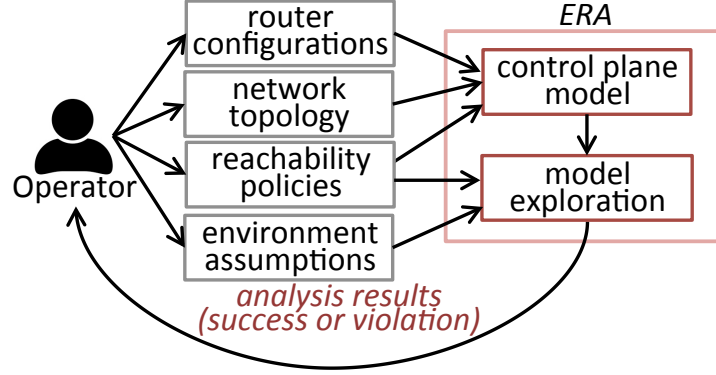 ERA
router
configurations
network
topology
reachability
policies
environment
assumptions
Operator
control plane
model
model
exploration
analysis results
(success or violation)